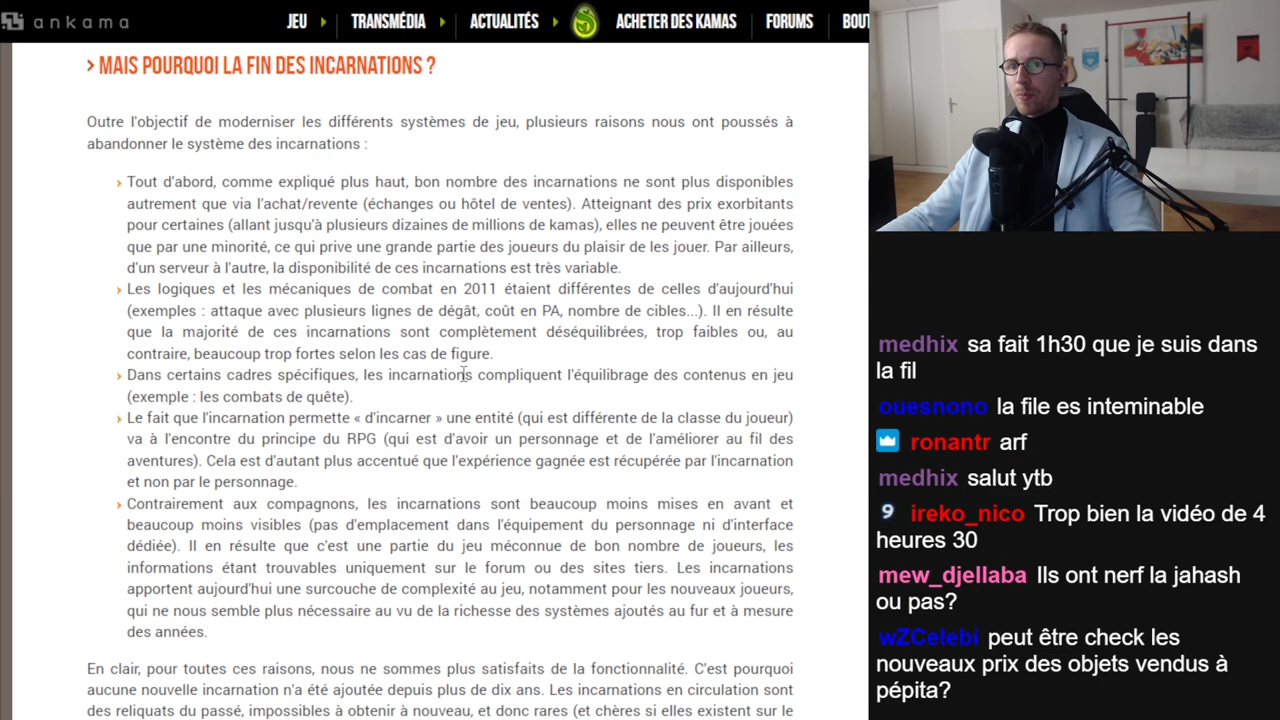 ankama
JEU
TRANSMÉDIA
ACTUALITÉS
ACHETER DES KAMAS
FORUMS
BOUT
> MAIS POURQUOI LA FIN DES INCARNATIONS ?
Outre l'objectif de moderniser les différents systèmes de jeu, plusieurs raisons nous ont poussés à
abandonner le système des incarnations :
Tout d'abord, comme expliqué plus haut, bon nombre des incarnations ne sont plus disponibles
autrement que via l'achat/revente (échanges ou hôtel de ventes). Atteignant des prix exorbitants
pour certaines (allant jusqu'à plusieurs dizaines de millions de kamas), elles ne peuvent être jouées
que par une minorité, ce qui prive une grande partie des joueurs du plaisir de les jouer. Par ailleurs,
d'un serveur à l'autre, la disponibilité de ces incarnations est très variable.
Les logiques et les mécaniques de combat en 2011 étaient différentes de celles d'aujourd'hui
(exemples : attaque avec plusieurs lignes de dégât, coût en PA, nombre de cibles...). Il en résulte
que la majorité de ces incarnations sont complètement déséquilibrées, trop faibles ou, au
contraire, beaucoup trop fortes selon les cas de figure.
Dans certains cadres spécifiques, les incarnations compliquent l'équilibrage des contenus en jeu
(exemple : les combats de quête).
Le fait que l'incarnation permette « d'incarner » une entité (qui est différente de la classe du joueur)
va à l'encontre du principe du RPG (qui est d'avoir un personnage et de l'améliorer au fil des
aventures). Cela est d'autant plus accentué que l'expérience gagnée est récupérée par l'incarnation
et non par le personnage.
Contrairement aux compagnons, les incarnations sont beaucoup moins mises en avant et
beaucoup moins visibles (pas d'emplacement dans l'équipement du personnage ni d'interface
dédiée). Il en résulte que c'est une partie du jeu méconnue de bon nombre de joueurs, les
informations étant trouvables uniquement sur le forum ou des sites tiers. Les incarnations
apportent aujourd'hui une surcouche de complexité au jeu, notamment pour les nouveaux joueurs,
qui ne nous semble plus nécessaire au vu de la richesse des systèmes ajoutés au fur et à mesure
des années.
En clair, pour toutes ces raisons, nous ne sommes plus satisfaits de la fonctionnalité. C'est pourquoi
aucune nouvelle incarnation n'a été ajoutée depuis plus de dix ans. Les incarnations en circulation sont
des reliquats du passé, impossibles à obtenir à nouveau, et donc rares (et chères si elles existent sur le
medhix sa fait 1h30 que je suis dans
la fil
ouesnono la file es inteminable
ronantr arf
medhix salut ytb
9 ireko_nico Trop bien la vidéo de 4
heures 30
mew_djellaba Ils ont nerf la jahash
ou pas?
wZCelebi peut être check les
nouveaux prix des objets vendus à
pépita?